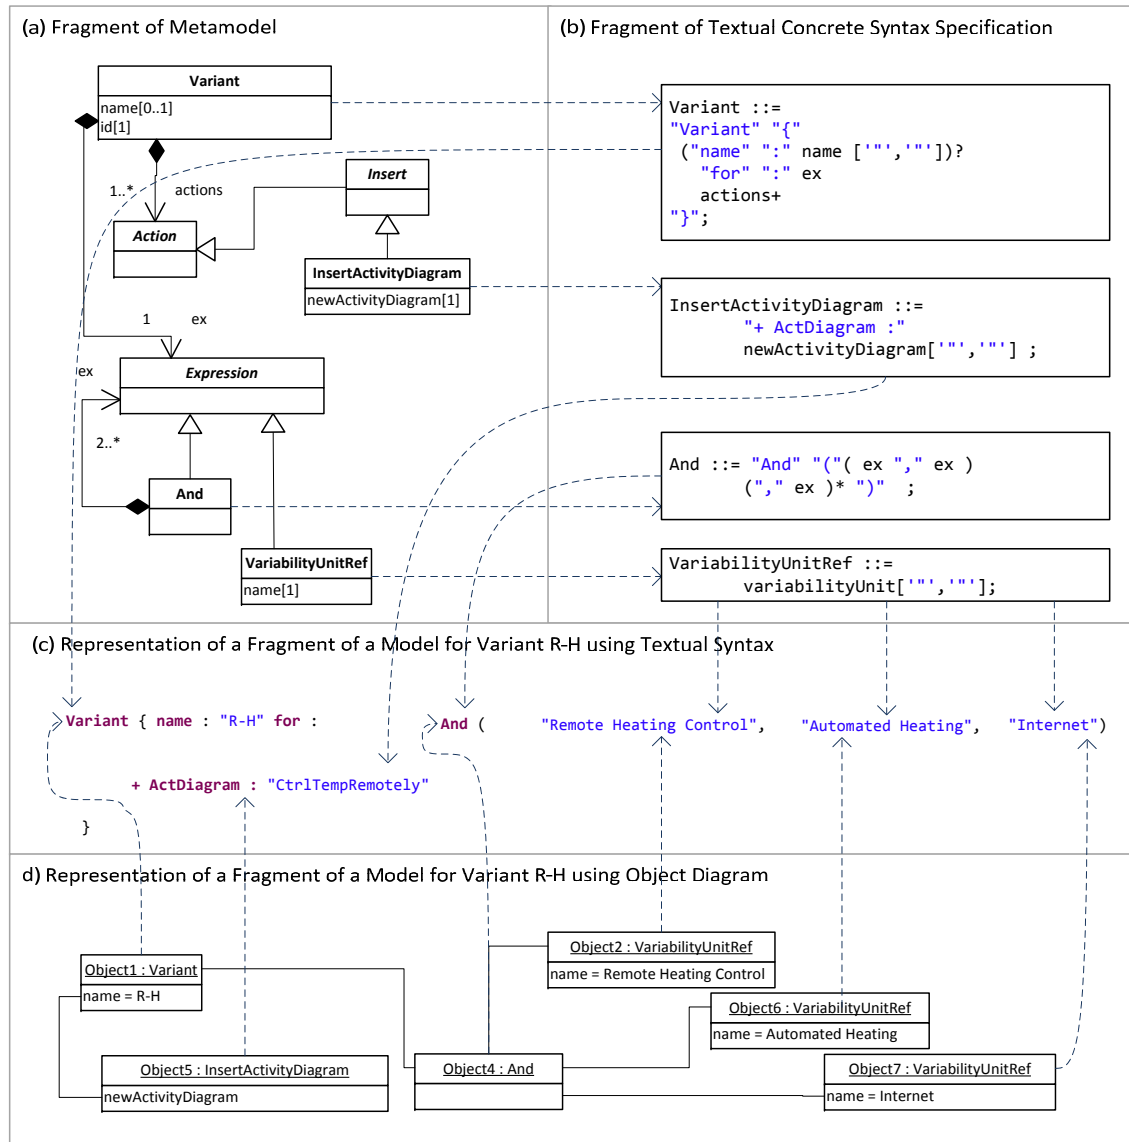 (a) Fragment of Metamodel
Variant
name[0..1]
id[1]
1..*
actions
Insert
Action
InsertActivityDiagram
newActivityDiagram[1]
1
ex
ex
Expression
2..*
And
VariabilityUnitRef
name[1]
(b) Fragment of Textual Concrete Syntax Specification
Variant ::=
"Variant" "{"
("name" ":" name ['"','"'])?
"for" ":" ex
actions+
"}";
InsertActivityDiagram ::=
"+ ActDiagram :"
newActivityDiagram['"','"'] ;
And ::= "And" "("( ex "," ex )
("," ex )* ")" ;
VariabilityUnitRef ::=
variabilityUnit['"','"'];
(c) Representation of a Fragment of a Model for Variant R-H using Textual Syntax
Variant { name : "R-H" for : And ( "Remote Heating Control", "Automated Heating", "Internet")
+ ActDiagram : "CtrlTempRemotely"
}
d) Representation of a Fragment of a Model for Variant R-H using Object Diagram
Object1 : Variant
name = R-H
Object2 : VariabilityUnitRef
name = Remote Heating Control
Object6 : VariabilityUnitRef
name = Automated Heating
Object5 : InsertActivityDiagram
newActivityDiagram
Object4 : And
Object7 : VariabilityUnitRef
name = Internet